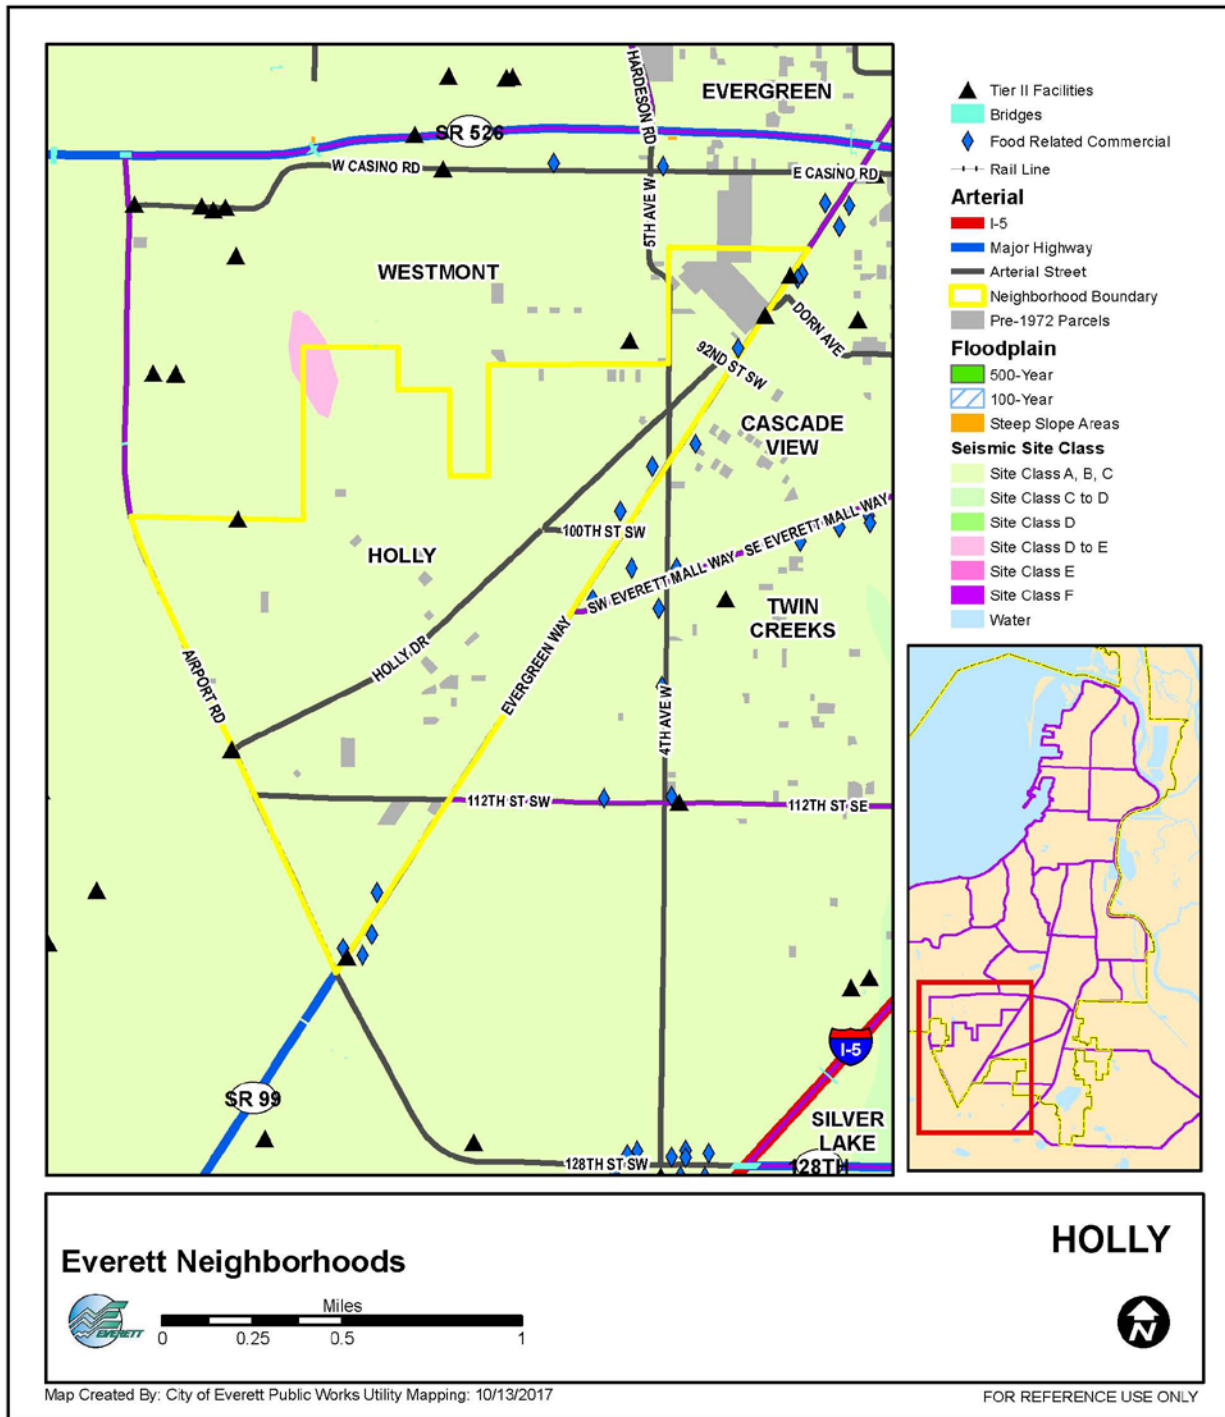 HARDESON RD
EVERGREEN
SR 526
W CASINO RD
E CASINO RD
5TH AVE W
WESTMONT
DORN AVE
92ND ST SW
CASCADE
VIEW
100TH ST SW
SW EVERETT MALL WAY
SE EVERETT MALL WAY
HOLLY
TWIN
CREEKS
HOLLY DR
EVERGREEN WAY
AIRPORT RD
4TH AVE W
112TH ST SW
112TH ST SE
I-5
SR 99
SILVER
LAKE
128TH ST SW
128TH
Tier II Facilities
Bridges
Food Related Commercial
Rail Line
Arterial
I-5
Major Highway
Arterial Street
Neighborhood Boundary
Pre-1972 Parcels
Floodplain
500-Year
100-Year
Steep Slope Areas
Seismic Site Class
Site Class A, B, C
Site Class C to D
Site Class D
Site Class D to E
Site Class E
Site Class F
Water
HOLLY
Everett Neighborhoods
EVERETT
Miles
0 0.25 0.5 1
N
Map Created By: City of Everett Public Works Utility Mapping: 10/13/2017
FOR REFERENCE USE ONLY